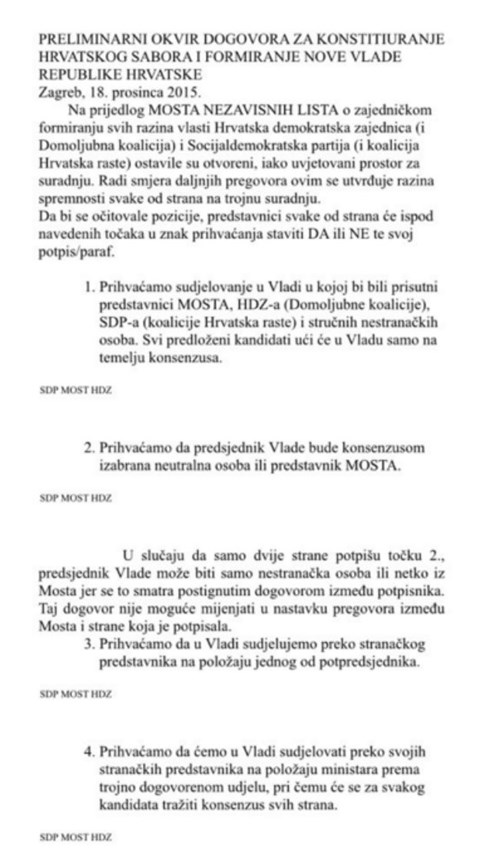 PRELIMINARNI OKVIR DOGOVORA ZA KONSTITIURANJE
HRVATSKOG SABORA I FORMIRANJE NOVE VLADE
REPUBLIKE HRVATSKE
Zagreb, 18. prosinca 2015.
Na prijedlog MOSTA NEZAVISNIH LISTA o zajedničkom
formiranju svih razina vlasti Hrvatska demokratska zajednica (i
Domoljubna koalicija) i Socijaldemokratska partija (i koalicija
Hrvatska raste) ostavile su otvoreni, iako uvjetovani prostor za
suradnju. Radi smjera daljnjih pregovora ovim se utvrđuje razina
spremnosti svake od strana na trojnu suradnju.
Da bi se očitovale pozicije, predstavnici svake od strana će ispod
navedenih točaka u znak prihvaćanja staviti DA ili NE te svoj
potpis/paraf.
1. Prihvaćamo sudjelovanje u Vladi u kojoj bi bili prisutni
predstavnici MOSTA, HDZ-a (Domoljubne koalicije),
SDP-a (koalicije Hrvatska raste) i stručnih nestranačkih
osoba. Svi predloženi kandidati ući će u Vladu samo na
temelju konsenzusa.
SDP MOST HDZ
2. Prihvaćamo da predsjednik Vlade bude konsenzusom
izabrana neutralna osoba ili predstavnik MOSTA.
SDP MOST HDZ
U slučaju da samo dvije strane potpišu točku 2.,
predsjednik Vlade može biti samo nestranačka osoba ili netko iz
Mosta jer se to smatra postignutim dogovorom između potpisnika.
Taj dogovor nije moguće mijenjati u nastavku pregovora između
Mosta i strane koja je potpisala.
3. Prihvaćamo da u Vladi sudjelujemo preko stranačkog
predstavnika na položaju jednog od potpredsjednika.
SDP MOST HDZ
4. Prihvaćamo da ćemo u Vladi sudjelovati preko svojih
stranačkih predstavnika na položaju ministara prema
trojno dogovorenom udjelu, pri čemu će se za svakog
kandidata tražiti konsenzus svih strana.
SDP MOST HDZ